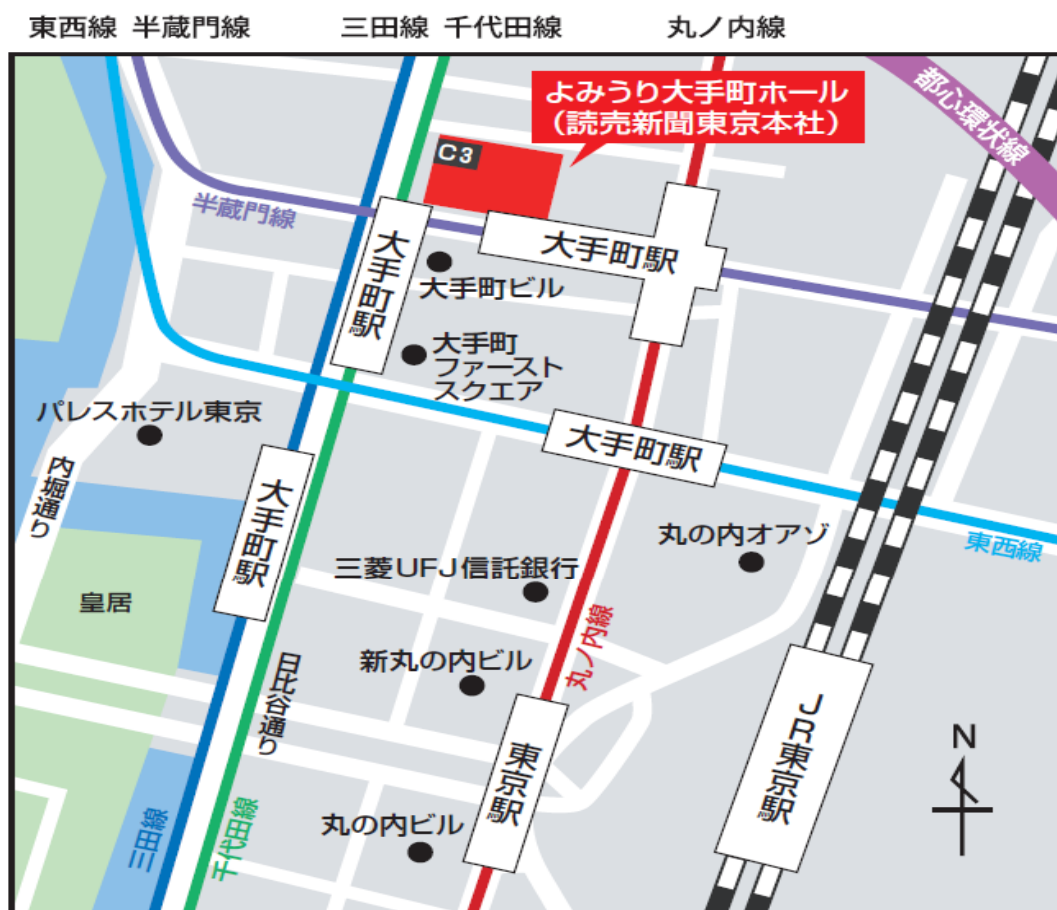 東西線 半蔵門線 三田線 千代田線 丸ノ内線
よみうり大手町ホール
（読売新聞東京本社）
都心環状線
C3
半蔵門線
大手町駅
大手町駅
大手町ビル
大手町
ファースト
スクエア
パレスホテル東京
大手町駅
内堀通り
大手町駅
丸の内オアゾ
東西線
三菱UFJ信託銀行
皇居
丸ノ内線
新丸の内ビル
日比谷通り
JR東京駅
N
東京駅
丸の内ビル
三田線
千代田線